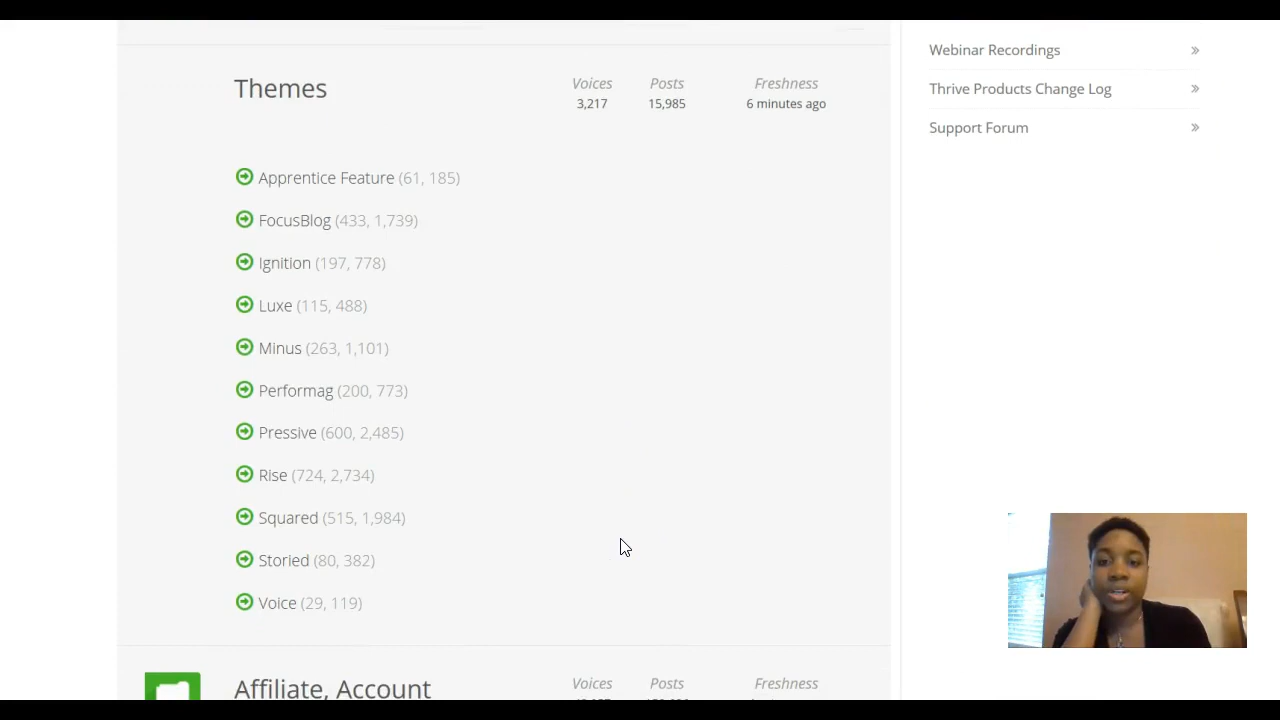 Themes
Voices
Posts
Freshness
3,217
15,985
6 minutes ago
Apprentice Feature (61, 185)
FocusBlog (433, 1,739)
Ignition (197, 778)
Luxe (115, 488)
Minus (263, 1,101)
Performag (200, 773)
Pressive (600, 2,485)
Rise (724, 2,734)
Squared (515, 1,984)
Storied (80, 382)
Voice (29, 119)
Affiliate, Account
Voices
Posts
Freshness
Webinar Recordings »
Thrive Products Change Log »
Support Forum »